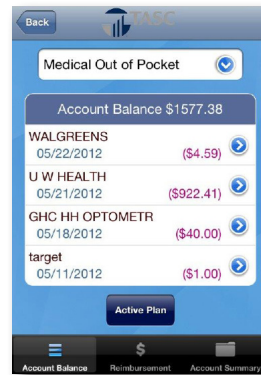 Back
TASC
Medical Out of Pocket
Account Balance $1577.38
WALGREENS
05/22/2012 ($4.59)
U W HEALTH
05/21/2012 ($922.41)
GHC HH OPTOMETR
05/18/2012 ($40.00)
target
05/11/2012 ($1.00)
Active Plan
$
Account Balance Reimbursement Account Summary